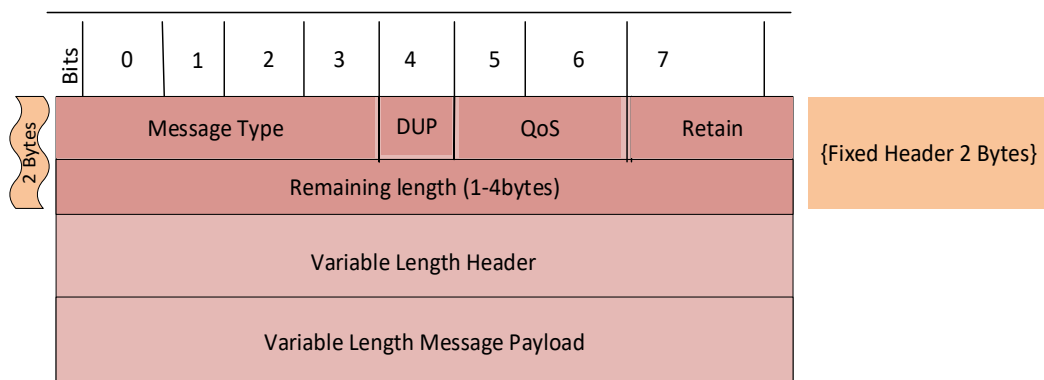 Bits 0 1 2 3 4 5 6 7
2 Bytes
Message Type DUP QoS Retain
{Fixed Header 2 Bytes}
Remaining length (1-4bytes)
Variable Length Header
Variable Length Message Payload